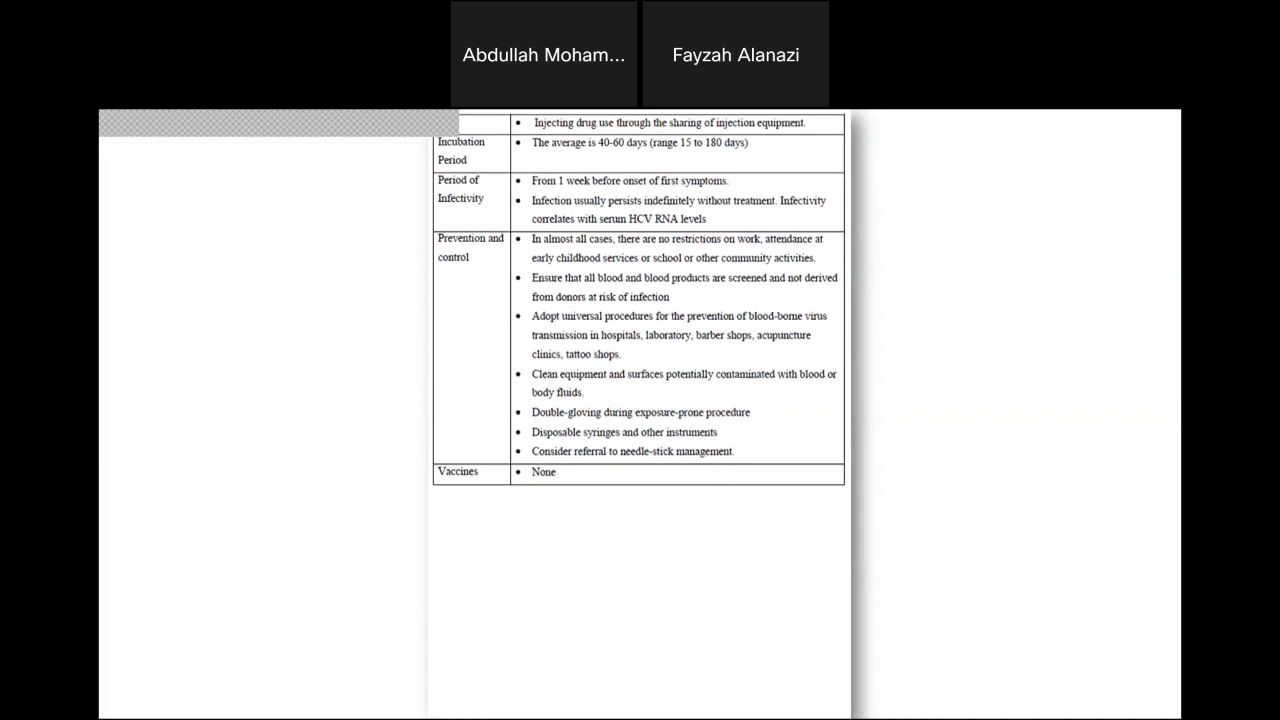 Abdullah Moham...
Fayzah Alanazi
• Injecting drug use through the sharing of injection equipment.
Incubation
Period
• The average is 40-60 days (range 15 to 180 days)
Period of
Infectivity
• From 1 week before onset of first symptoms.
• Infection usually persists indefinitely without treatment. Infectivity
correlates with serum HCV RNA levels
Prevention and
control
• In almost all cases, there are no restrictions on work, attendance at
early childhood services or school or other community activities.
• Ensure that all blood and blood products are screened and not derived
from donors at risk of infection
• Adopt universal procedures for the prevention of blood-borne virus
transmission in hospitals, laboratory, barber shops, acupuncture
clinics, tattoo shops.
• Clean equipment and surfaces potentially contaminated with blood or
body fluids.
• Double-gloving during exposure-prone procedure
• Disposable syringes and other instruments
• Consider referral to needle-stick management.
Vaccines
• None